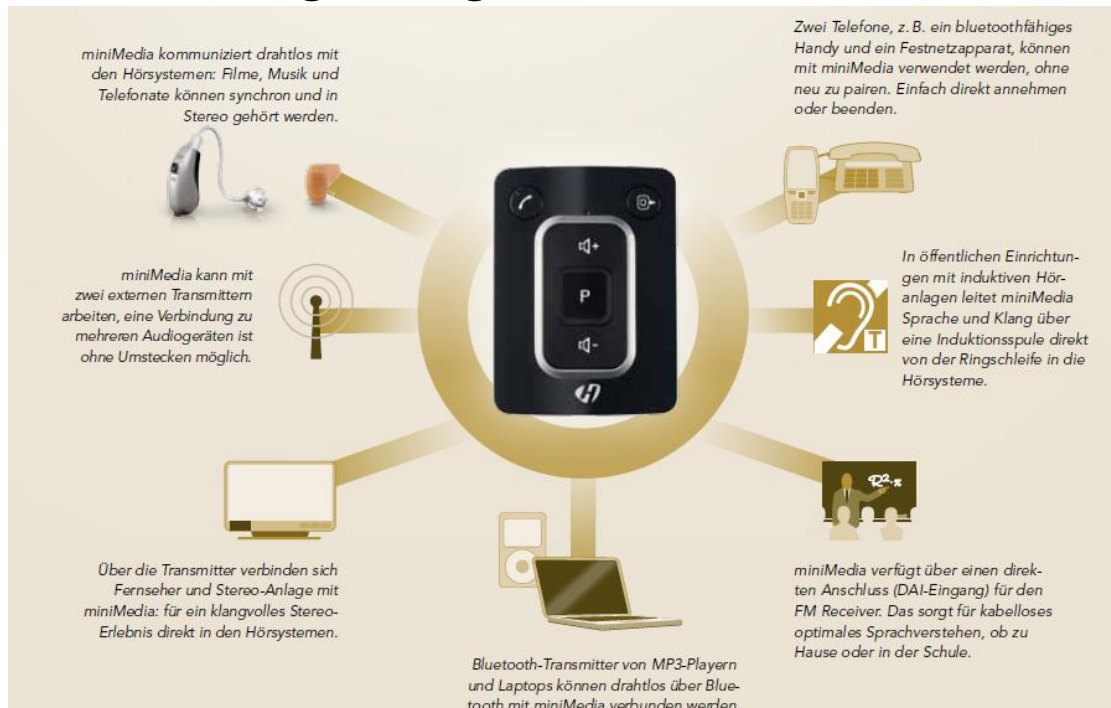 miniMedia kommuniziert drahtlos mit
den Hörsystemen: Filme, Musik und
Telefonate können synchron und in
Stereo gehört werden.
Zwei Telefone, z. B. ein bluetoothfähiges
Handy und ein Festnetzapparat, können
mit miniMedia verwendet werden, ohne
neu zu pairen. Einfach direkt annehmen
oder beenden.
miniMedia kann mit
zwei externen Transmittern
arbeiten, eine Verbindung zu
mehreren Audiogeräten ist
ohne Umstecken möglich.
+
P
-
In öffentlichen Einrichtun-
gen mit induktiven Hör-
anlagen leitet miniMedia
Sprache und Klang über
eine Induktionsspule direkt
von der Ringschleife in die
Hörsysteme.
T
R²·π
Über die Transmitter verbinden sich
Fernseher und Stereo-Anlage mit
miniMedia: für ein klangvolles Stereo-
Erlebnis direkt in den Hörsystemen.
miniMedia verfügt über einen direk-
ten Anschluss (DAI-Eingang) für den
FM Receiver. Das sorgt für kabelloses
optimales Sprachverstehen, ob zu
Hause oder in der Schule.
Bluetooth-Transmitter von MP3-Playern
und Laptops können drahtlos über Blue-
tooth mit miniMedia verbunden werden